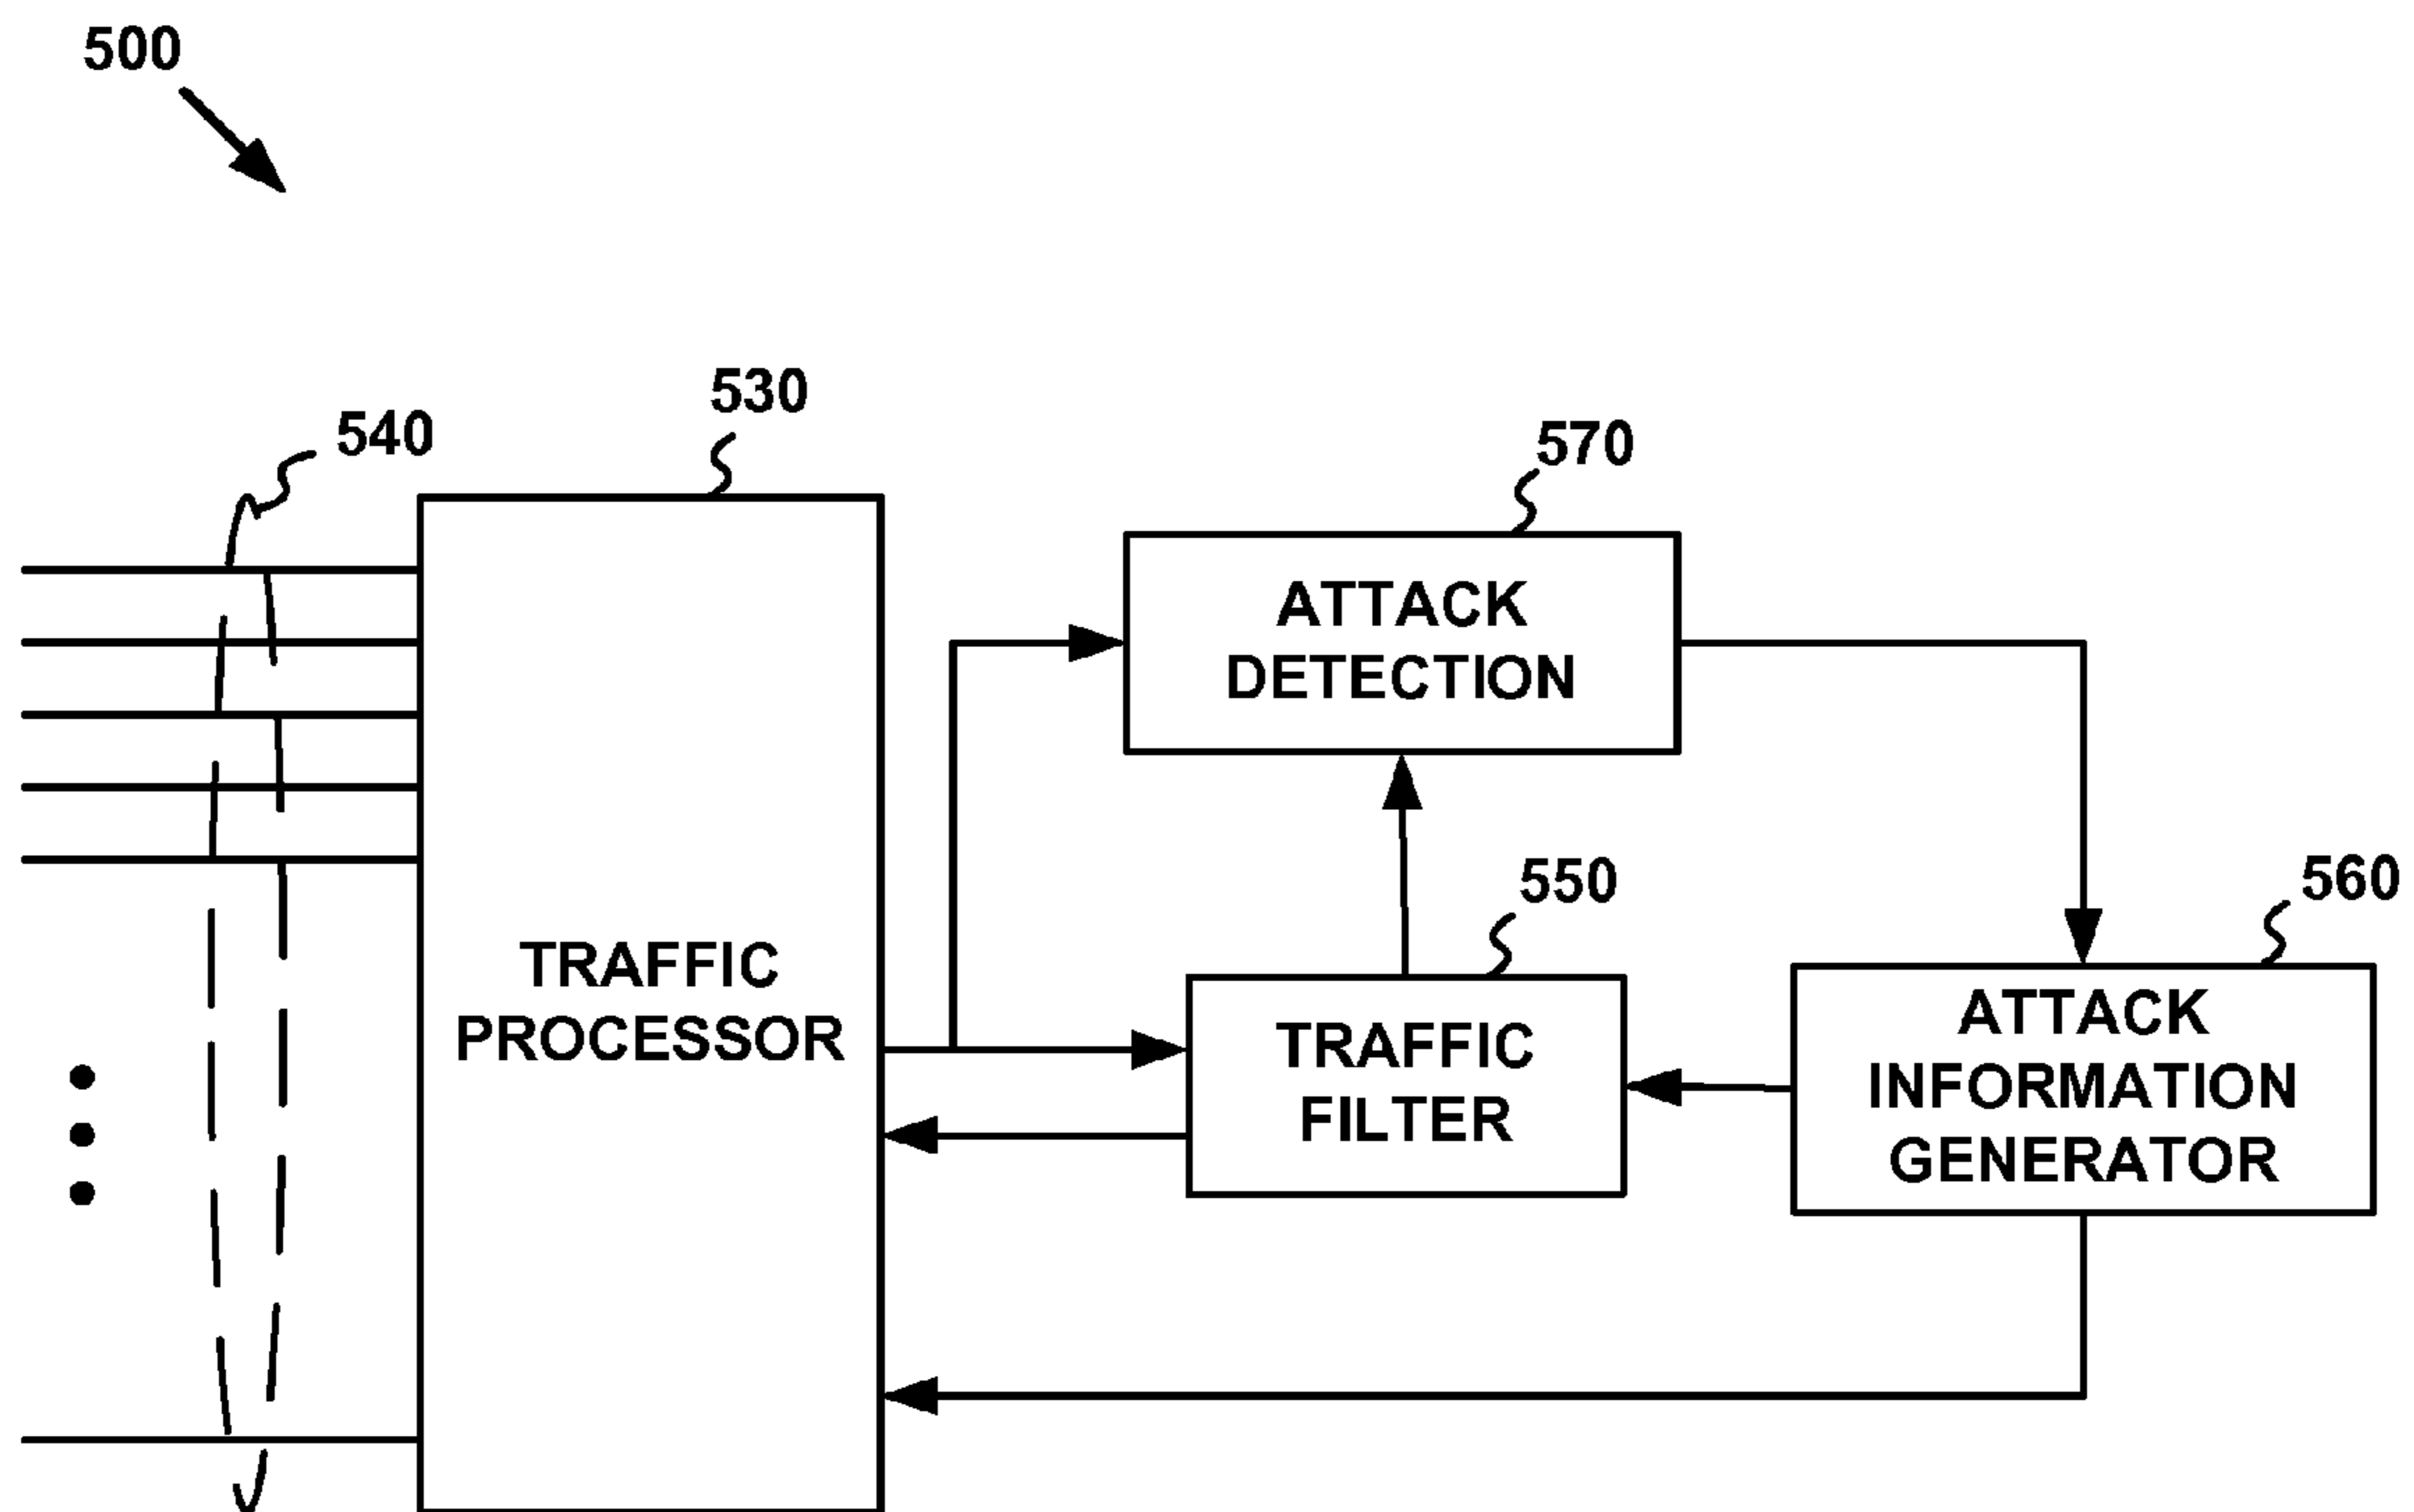 500
530
540
570
ATTACK
DETECTION
550
560
TRAFFIC
PROCESSOR
TRAFFIC
FILTER
ATTACK
INFORMATION
GENERATOR